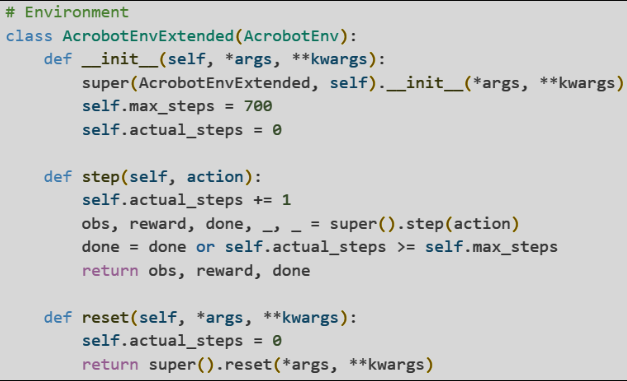 # Environment
class AcrobotEnvExtended(AcrobotEnv):
    def __init__(self, *args, **kwargs):
        super(AcrobotEnvExtended, self).__init__(*args, **kwargs)
        self.max_steps = 700
        self.actual_steps = 0

    def step(self, action):
        self.actual_steps += 1
        obs, reward, done, _, _ = super().step(action)
        done = done or self.actual_steps >= self.max_steps
        return obs, reward, done

    def reset(self, *args, **kwargs):
        self.actual_steps = 0
        return super().reset(*args, **kwargs)